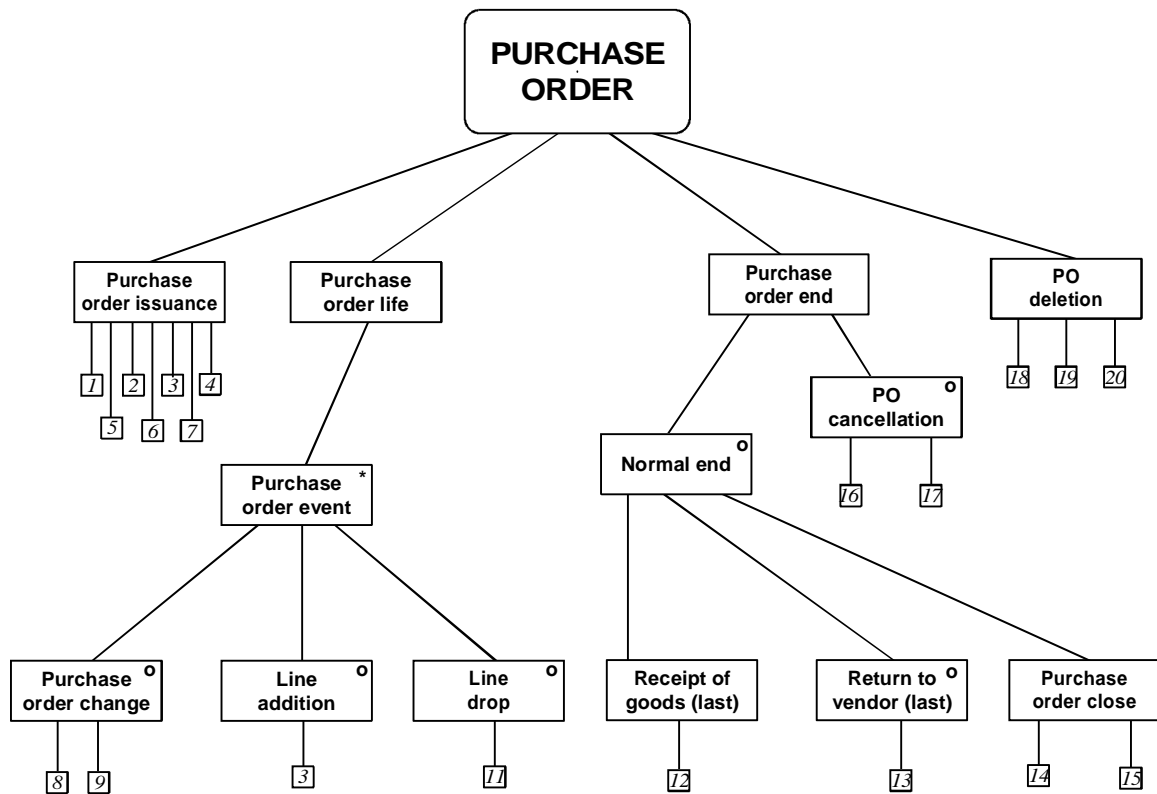 PURCHASE
ORDER
Purchase
order issuance
Purchase
order life
Purchase
order end
PO
deletion
1
2
3
4
5
6
7
18
19
20
PO o
cancellation
Normal end o
16
17
Purchase *
order event
Purchase o
order change
Line o
addition
Line o
drop
Receipt of
goods (last)
Return to o
vendor (last)
Purchase
order close
8
9
3
11
12
13
14
15